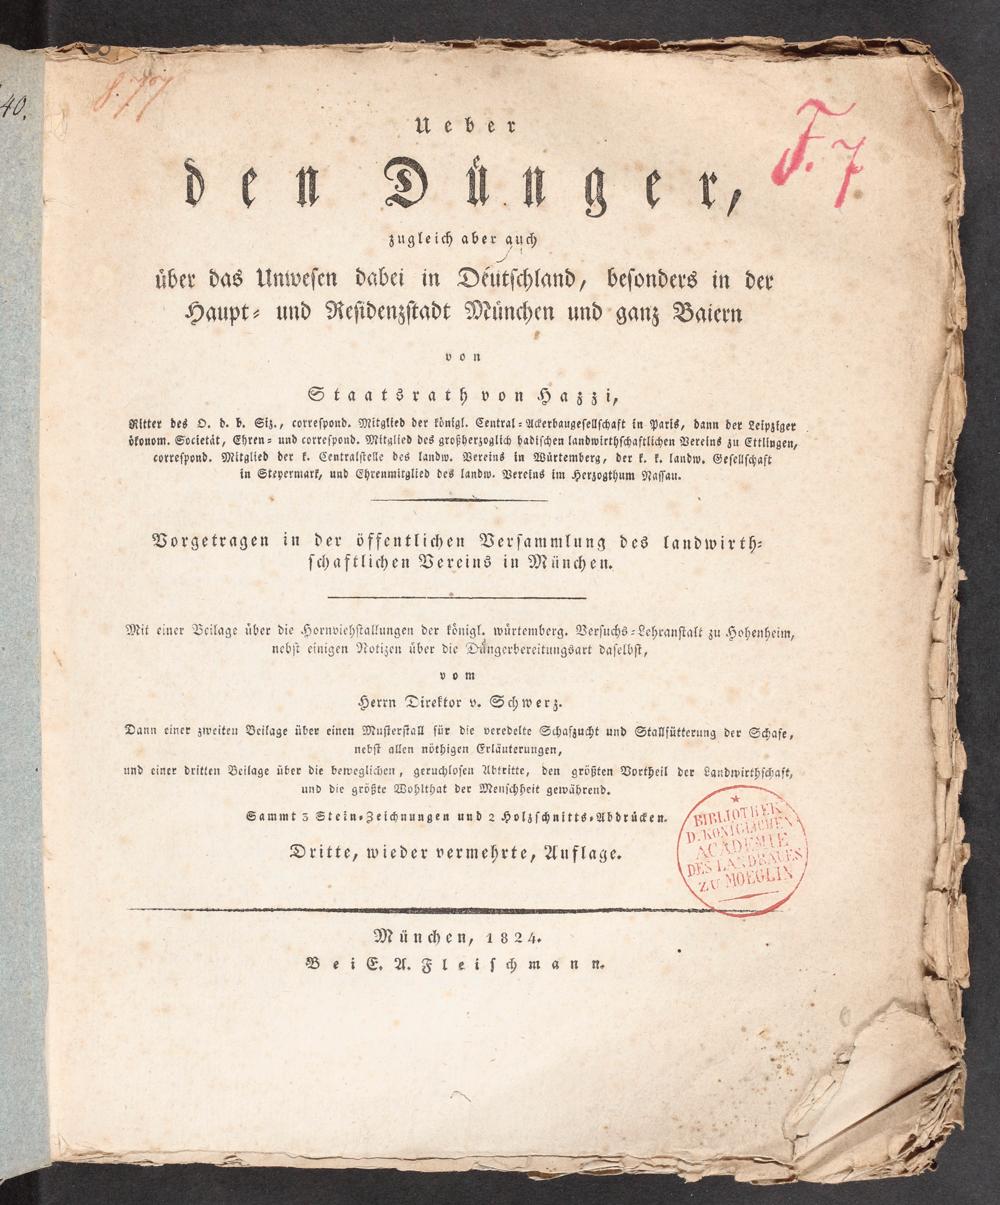 40.
8. 77
F. 7
Ueber
den Dünger,
zugleich aber auch
über das Unwesen dabei in Deutschland, besonders in der
Haupt- und Residenzstadt München und ganz Baiern
von
Staatsrath von Hazzi,
Ritter des O. d. b. Siz., correspond. Mitglied der königl. Central-Ackerbaugesellschaft in Paris, dann der Leipziger
ökonom. Societät, Ehren- und correspond. Mitglied des großherzoglich badischen landwirthschaftlichen Vereins zu Ettlingen,
correspond. Mitglied der k. Centralstelle des landw. Vereins in Würtemberg, der k. k. landw. Gesellschaft
in Steyermark, und Ehrenmitglied des landw. Vereins im Herzogthum Nassau.
Vorgetragen in der öffentlichen Versammlung des landwirth-
schaftlichen Vereins in München.
Mit einer Beilage über die Hornviehstallungen der königl. würtemberg. Versuchs-Lehranstalt zu Hohenheim,
nebst einigen Notizen über die Düngerbereitungsart daselbst,
vom
Herrn Direktor v. Schwerz.
Dann einer zweiten Beilage über einen Musterstall für die veredelte Schafzucht und Stallfütterung der Schafe,
nebst allen nöthigen Erläuterungen,
und einer dritten Beilage über die beweglichen, geruchlosen Abtritte, den größten Vortheil der Landwirthschaft,
und die größte Wohlthat der Menschheit gewährend.
Sammt 3 Stein-Zeichnungen und 2 Holzschnitts-Abdrücken.
Dritte, wieder vermehrte, Auflage.
BIBLIOTHEK
D. KÖNIGLICHEN
ACADEMIE
DES LANDBAUES
ZU MOEGLIN
München, 1824.
Bei E. A. Fleischmann.